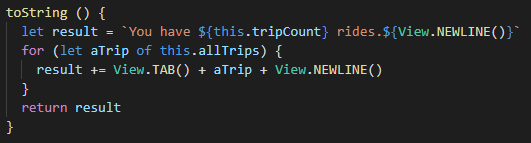 toString () {
  let result = `You have ${this.tripCount} rides.${View.NEWLINE()}`
  for (let aTrip of this.allTrips) {
    result += View.TAB() + aTrip + View.NEWLINE()
  }
  return result
}